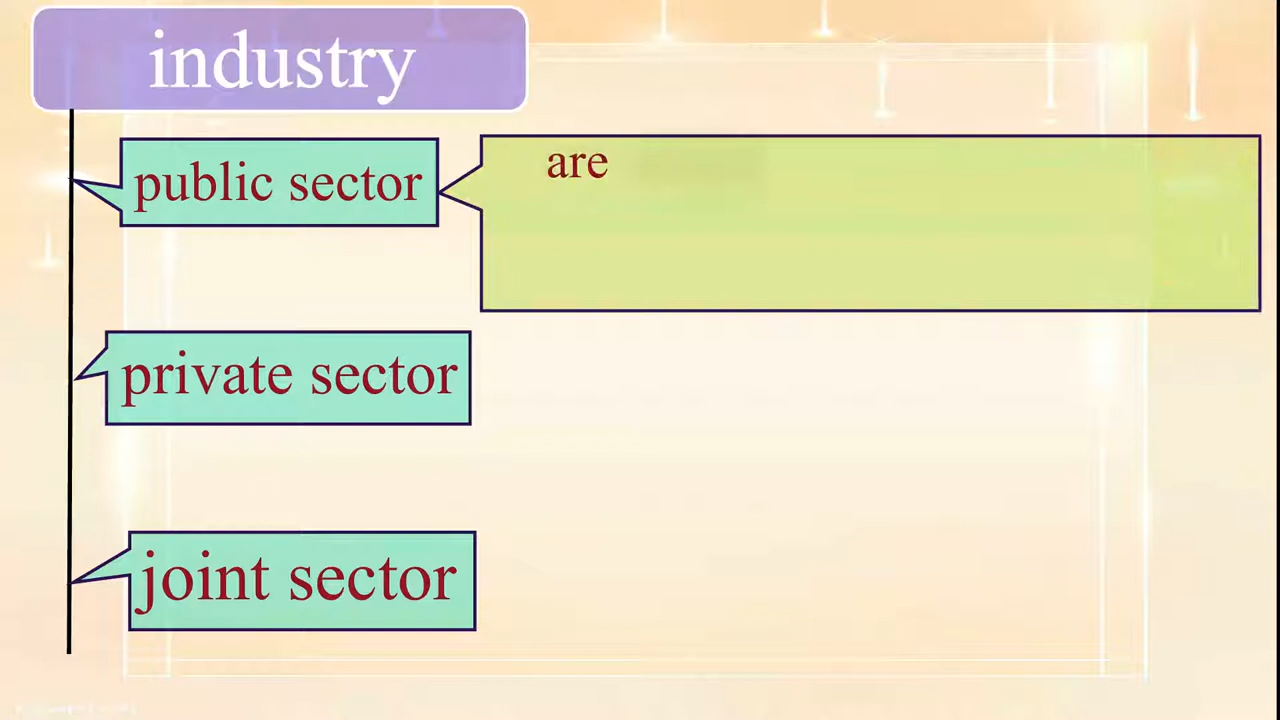 industry
public sector
are
private sector
joint sector